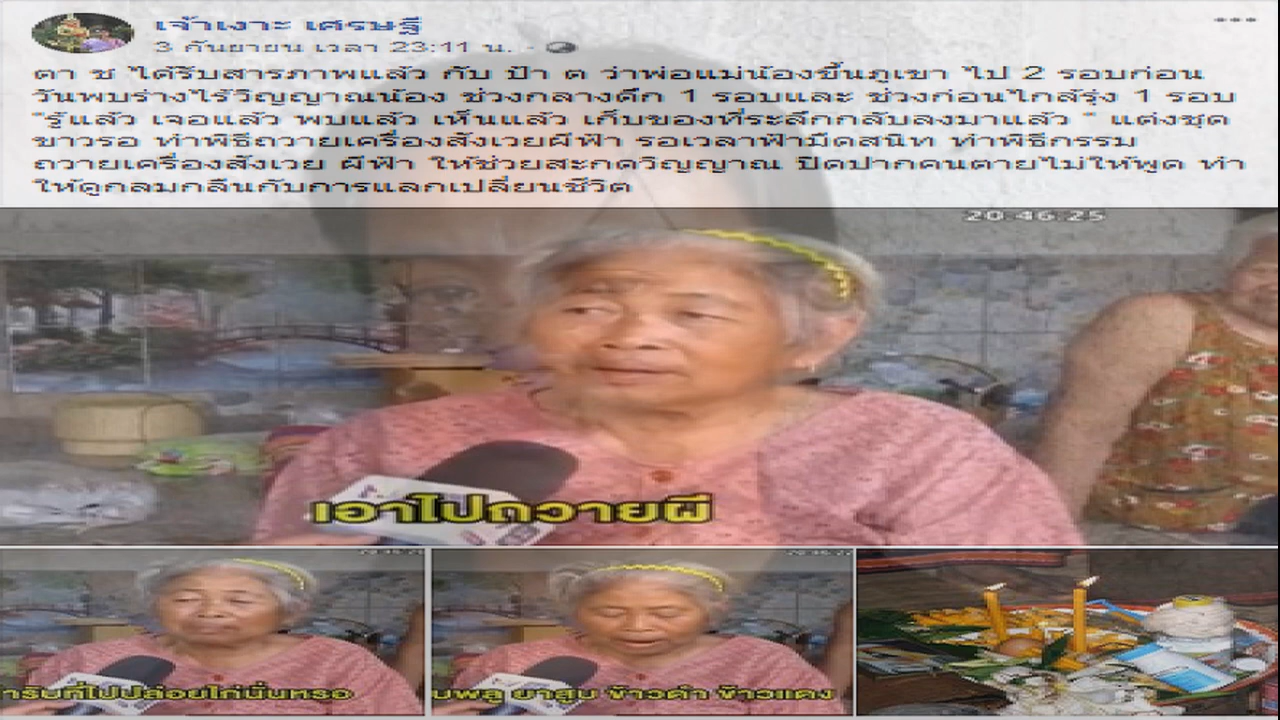 เจ้าเงาะ เศรษฐี
3 กันยายน เวลา 23:11 น. ·
ตา ช ได้รับสารภาพแล้ว กับ ป้า ต ว่าพ่อแม่น้องขึ้นภูเขา ไป 2 รอบก่อน
วันพบร่างไร้วิญญาณน้อง ช่วงกลางดึก 1 รอบและ ช่วงก่อนใกล้รุ่ง 1 รอบ
"รู้แล้ว เจอแล้ว พบแล้ว เห็นแล้ว เก็บของที่ระลึกกลับลงมาแล้ว " แต่งชุด
ขาวรอ ทำพิธีถวายเครื่องสังเวยผีฟ้า รอเวลาฟ้ามืดสนิท ทำพิธีกรรม
ถวายเครื่องสังเวย ผีฟ้า ให้ช่วยสะกดวิญญาณ ปิดปากคนตายไม่ให้พูด ทำ
ให้ดูกลมกลืนกับการแลกเปลี่ยนชีวิต
20:46:25
เอาไปถวายผี
ารับที่ไปปล่อยไก่นั่นหรอ
บพลู ยาสูบ ข้าวดำ ข้าวแดง